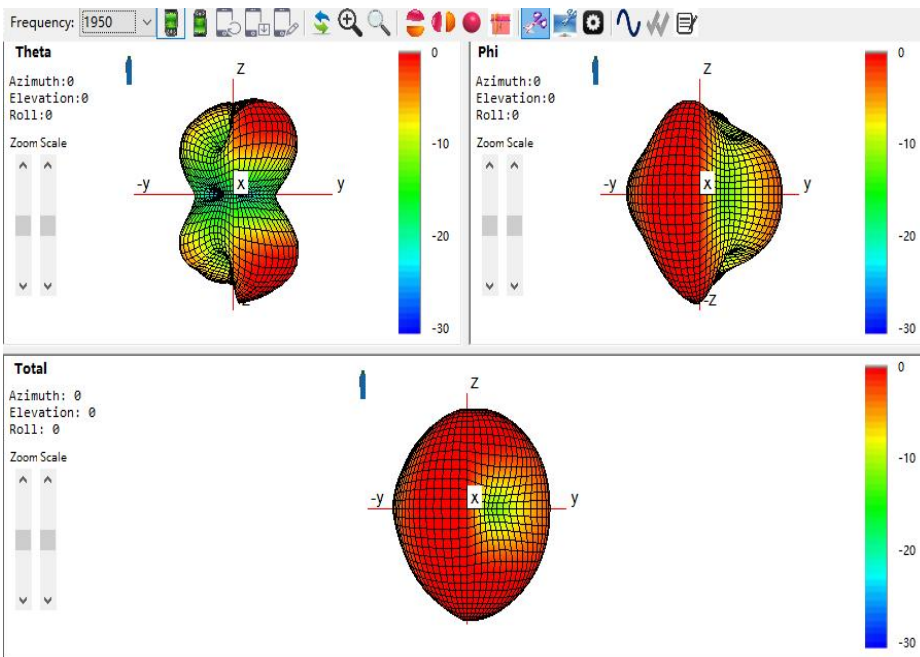 Frequency: 1950
Theta
Azimuth:0
Elevation:0
Roll:0
Zoom Scale
Z
-y
x
y
0
-10
-20
-30
Phi
Azimuth:0
Elevation:0
Roll:0
Zoom Scale
Z
-y
x
y
-Z
0
-10
-20
-30
Total
Azimuth: 0
Elevation: 0
Roll: 0
Zoom Scale
Z
-y
x
y
0
-10
-20
-30